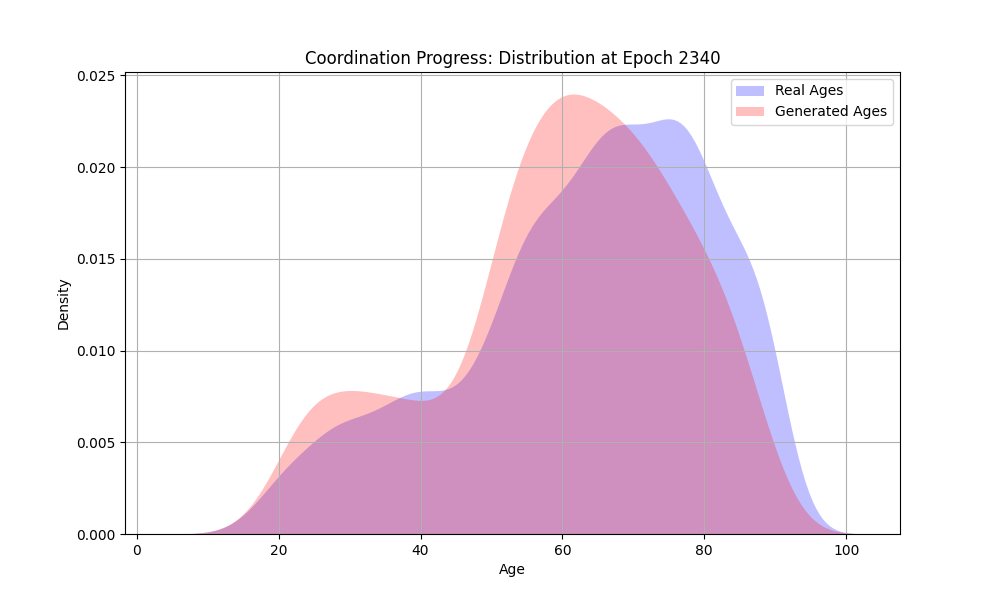 Coordination Progress: Distribution at Epoch 2340
Real Ages
Generated Ages
Density
0.025
0.020
0.015
0.010
0.005
0.000
0 20 40 60 80 100
Age